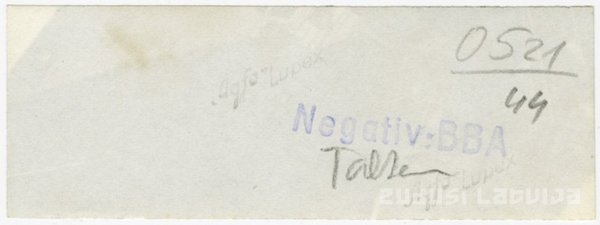 0521
44
"Agfa"Lupex
Negativ:BBA
Talsen
"Agfa"Lupex
ZUDUSI LATVIJA